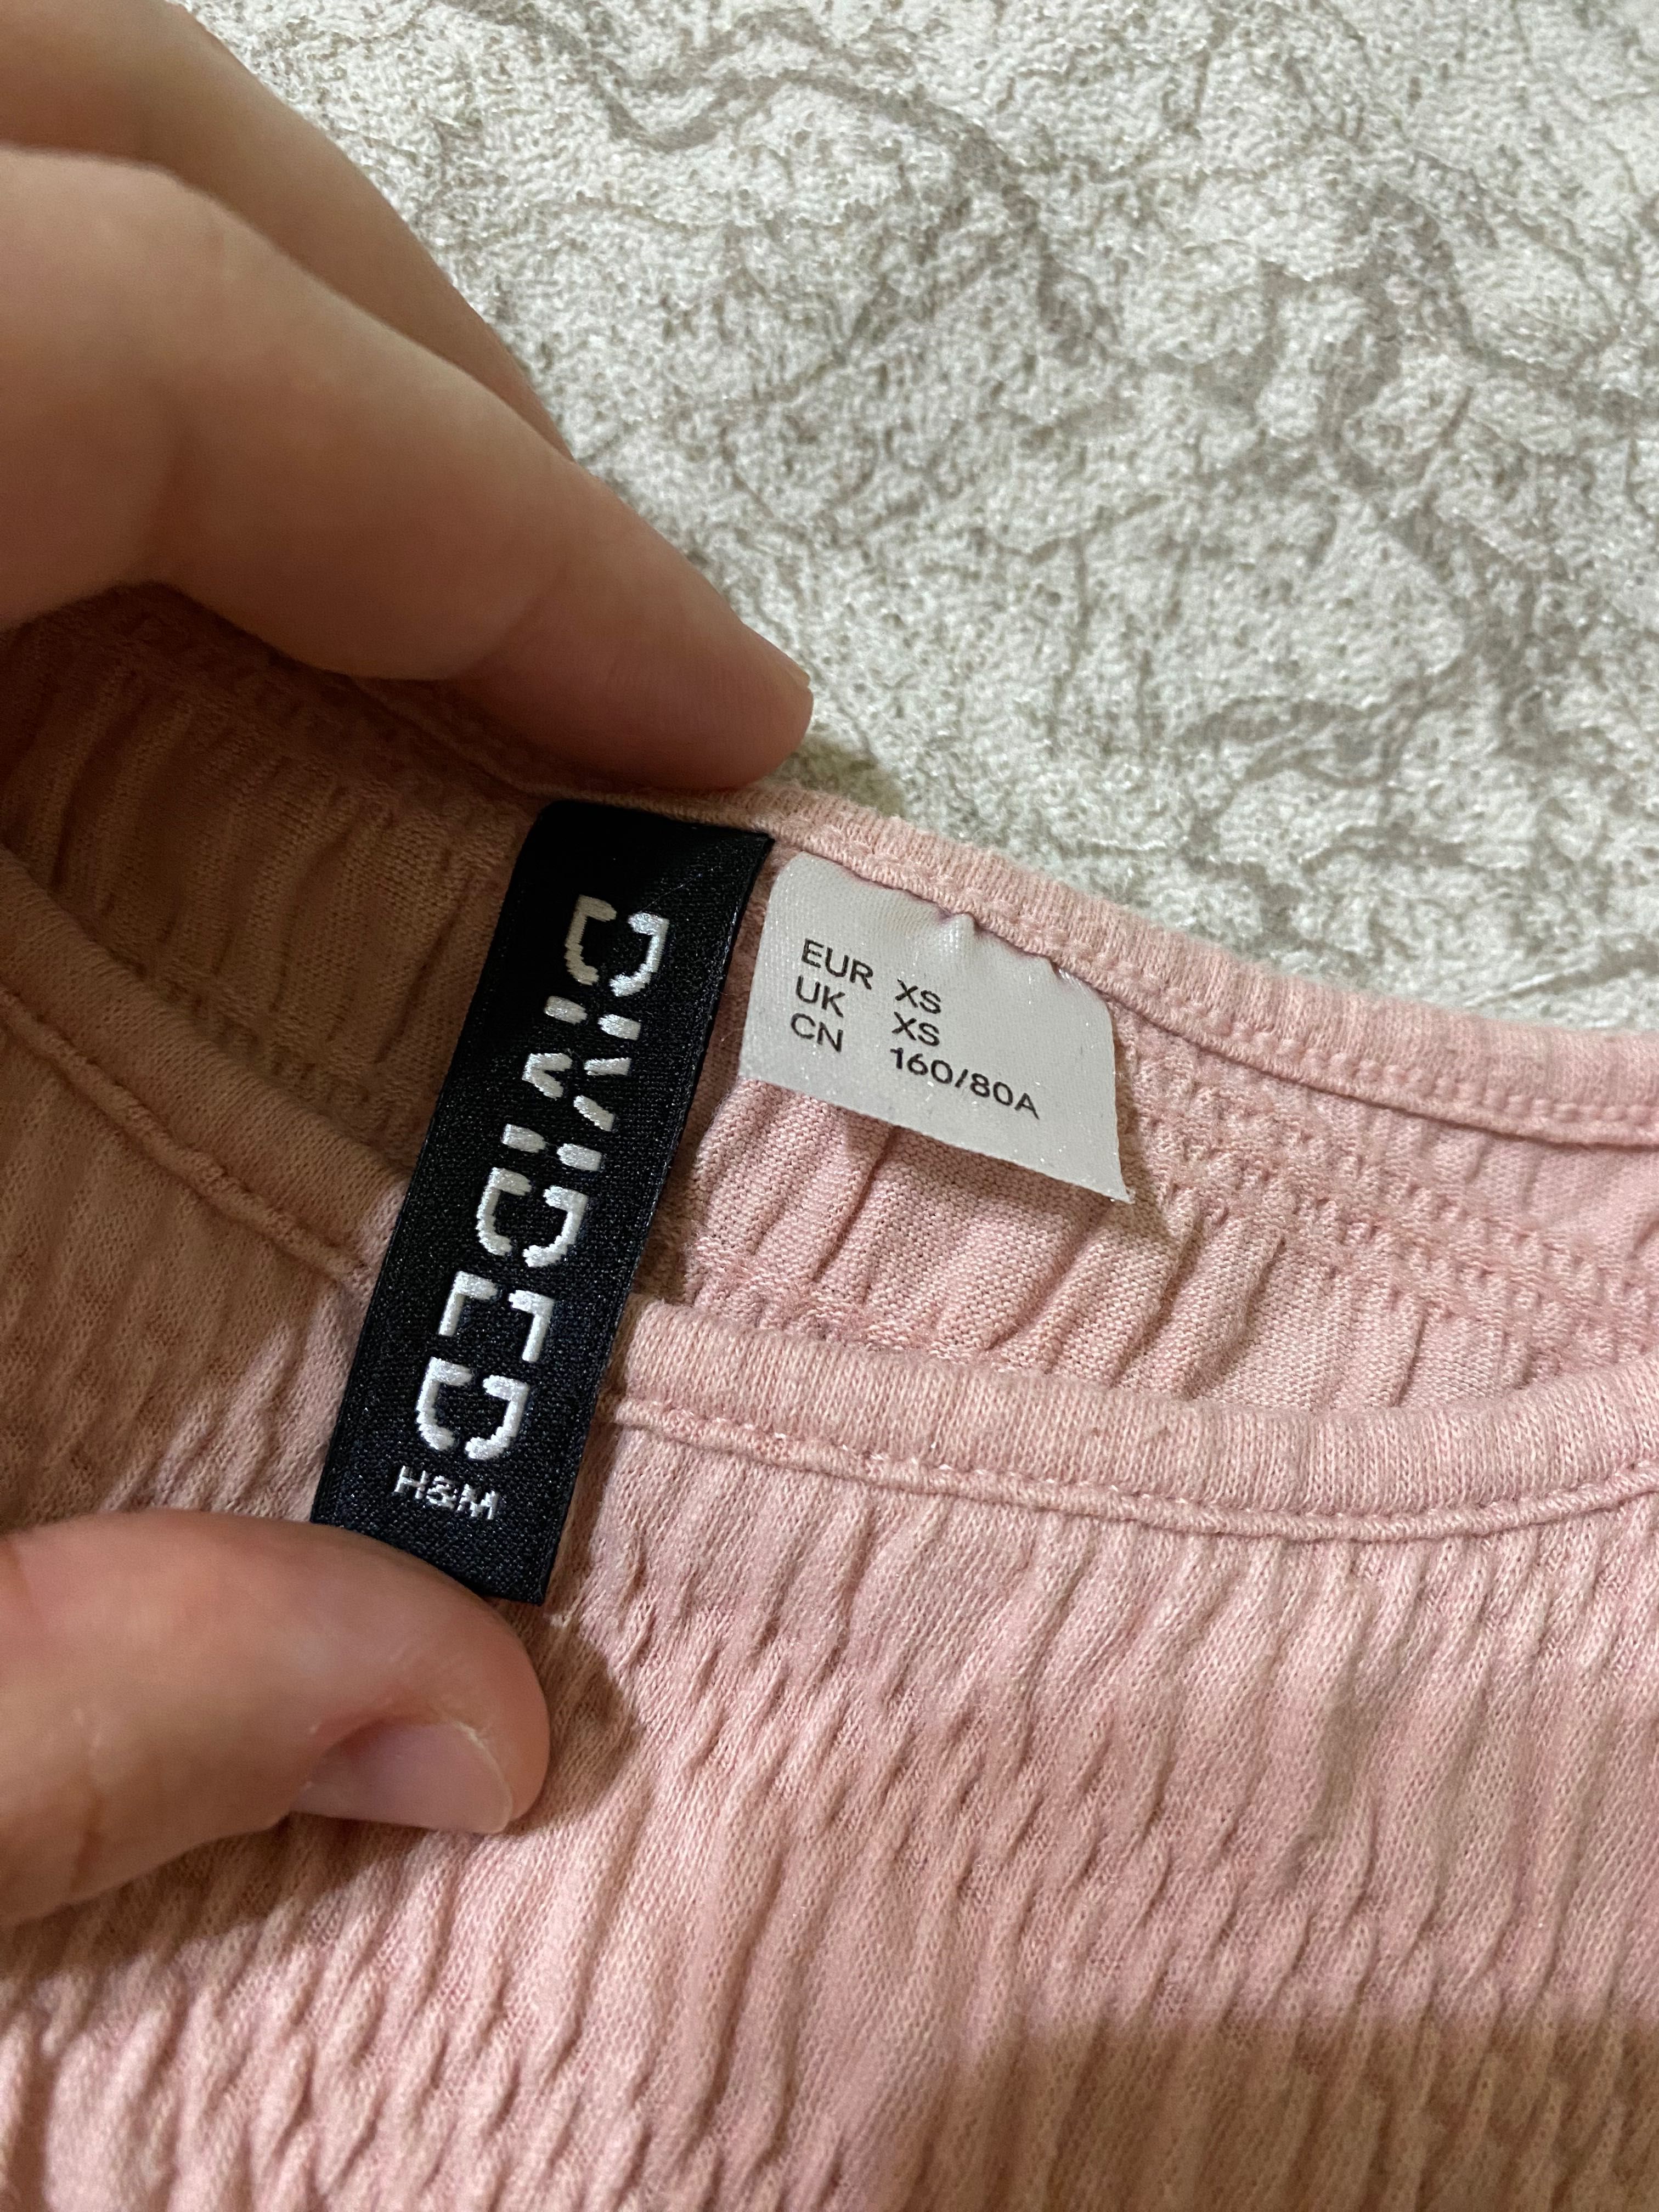 DIVIDED
H&M
EUR XS
UK XS
CN 160/80A